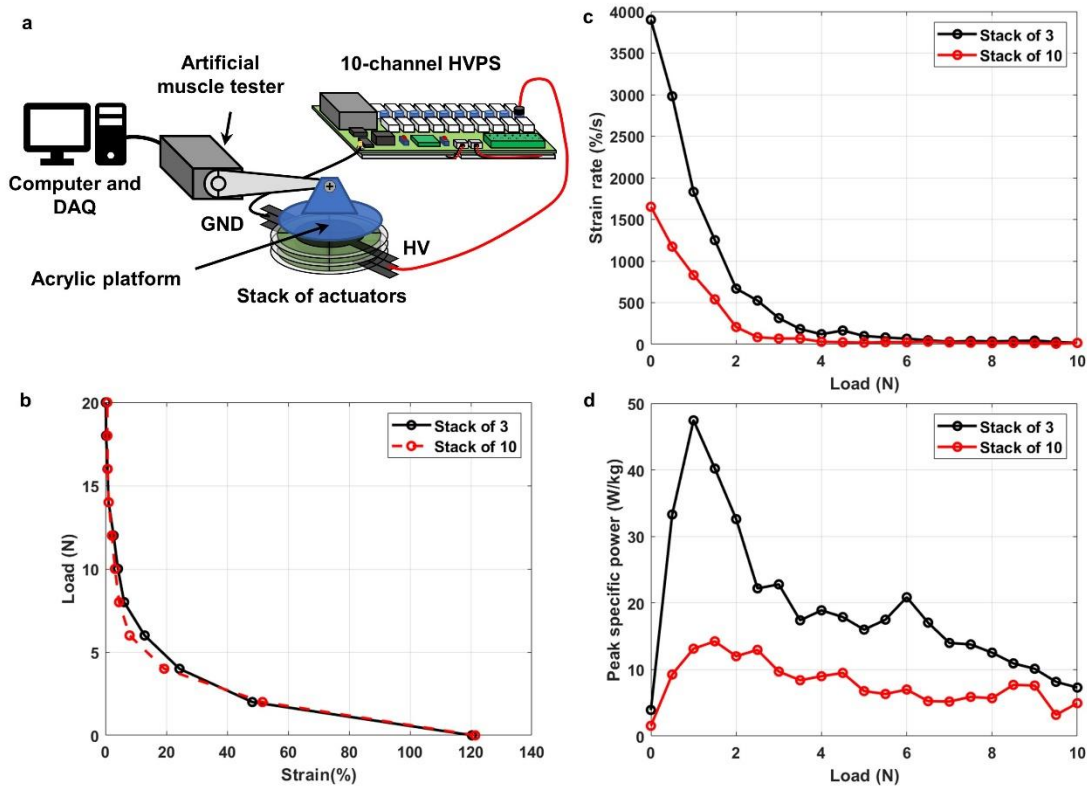 a
Artificial
muscle tester
10-channel HVPS
Computer and
DAQ
GND
HV
Acrylic platform
Stack of actuators
b
20
15
10
5
0
Load (N)
0 20 40 60 80 100 120 140
Strain(%)
Stack of 3
Stack of 10
c
4000
3500
3000
2500
2000
1500
1000
500
0
Strain rate (%/s)
0 2 4 6 8 10
Load (N)
Stack of 3
Stack of 10
d
50
40
30
20
10
0
Peak specific power (W/kg)
0 2 4 6 8 10
Load (N)
Stack of 3
Stack of 10